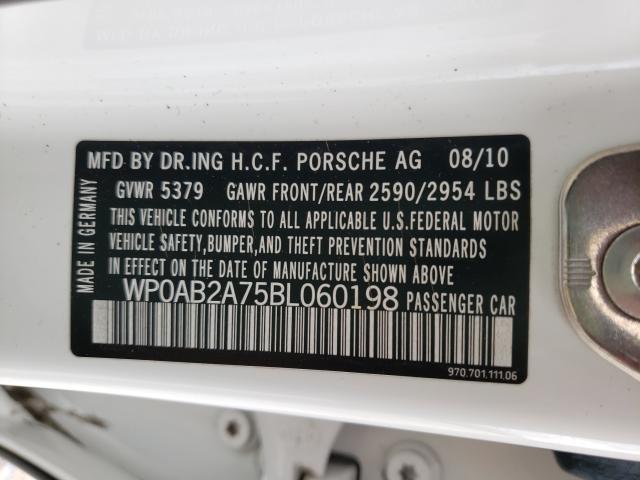 MFD BY DR.ING H.C.F. PORSCHE AG 08/10
GVWR 5379 GAWR FRONT/REAR 2590/2954 LBS
THIS VEHICLE CONFORMS TO ALL APPLICABLE U.S.FEDERAL MOTOR
VEHICLE SAFETY,BUMPER,AND THEFT PREVENTION STANDARDS
IN EFFECT ON THE DATE OF MANUFACTURE SHOWN ABOVE.
WP0AB2A75BL060198 PASSENGER CAR
MADE IN GERMANY
970.701.111.06